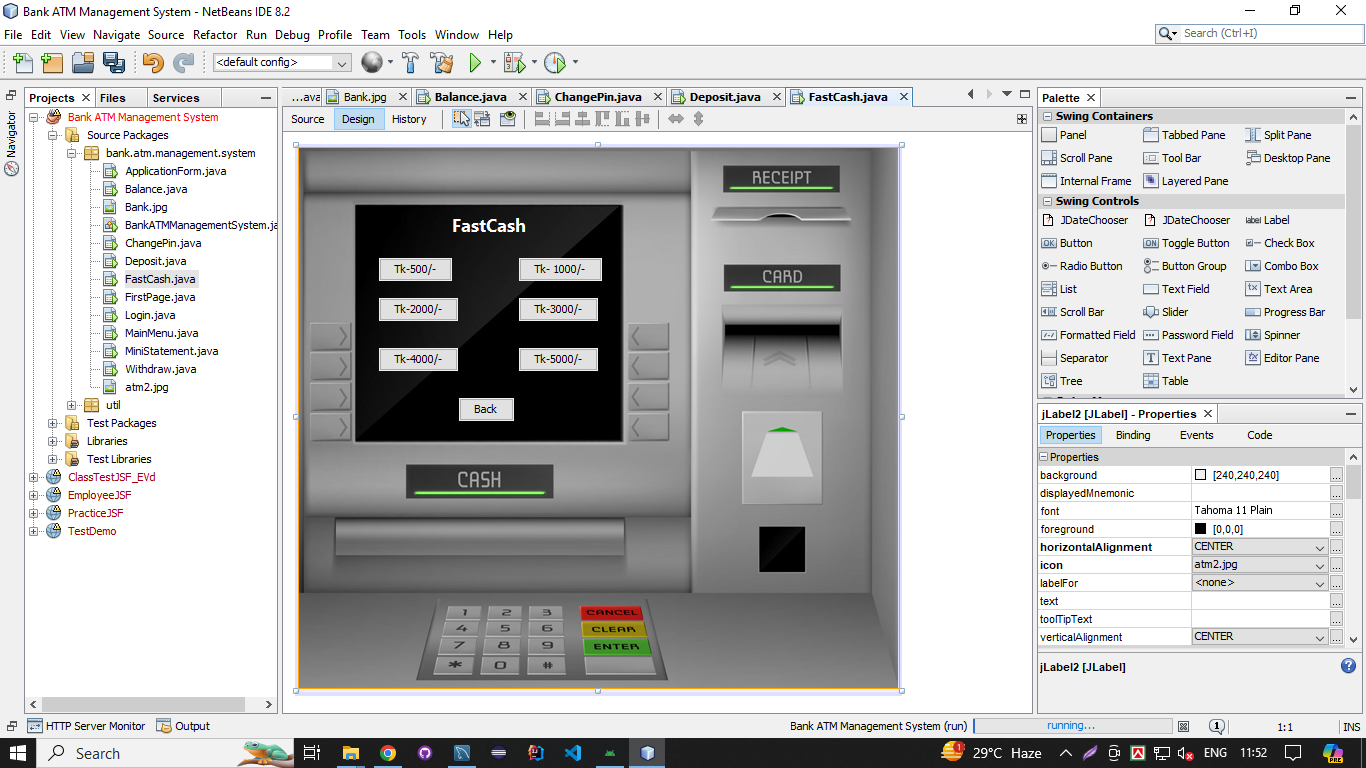 Bank ATM Management System - NetBeans IDE 8.2
File Edit View Navigate Source Refactor Run Debug Profile Team Tools Window Help
Search (Ctrl+I)
<default config>
Projects Files Services
Navigator
Bank ATM Management System
Source Packages
bank.atm.management.system
ApplicationForm.java
Balance.java
Bank.jpg
BankATMManagementSystem.ja
ChangePin.java
Deposit.java
FastCash.java
FirstPage.java
Login.java
MainMenu.java
MiniStatement.java
Withdraw.java
atm2.jpg
util
Test Packages
Libraries
Test Libraries
ClassTestJSF_EVd
EmployeeJSF
PracticeJSF
TestDemo
...ava Bank.jpg Balance.java ChangePin.java Deposit.java FastCash.java
Source Design History
FastCash
Tk-500/- Tk- 1000/-
Tk-2000/- Tk-3000/-
Tk-4000/- Tk-5000/-
Back
RECEIPT
CARD
CASH
1 2 3 CANCEL
4 5 6 CLEAR
7 8 9 ENTER
* 0 #
Palette
Swing Containers
Panel Tabbed Pane Split Pane
Scroll Pane Tool Bar Desktop Pane
Internal Frame Layered Pane
Swing Controls
JDateChooser JDateChooser label Label
OK Button Toggle Button Check Box
Radio Button Button Group Combo Box
List Text Field Text Area
Scroll Bar Slider Progress Bar
Formatted Field Password Field Spinner
Separator Text Pane Editor Pane
Tree Table
jLabel2 [JLabel] - Properties
Properties Binding Events Code
Properties
background [240,240,240] ...
displayedMnemonic ...
font Tahoma 11 Plain ...
foreground [0,0,0] ...
horizontalAlignment CENTER ...
icon atm2.jpg ...
labelFor <none> ...
text ...
toolTipText ...
verticalAlignment CENTER ...
jLabel2 [JLabel]
HTTP Server Monitor Output
Bank ATM Management System (run) running... 1 1:1 INS
Search
1 29°C Haze ENG 11:52 PRE